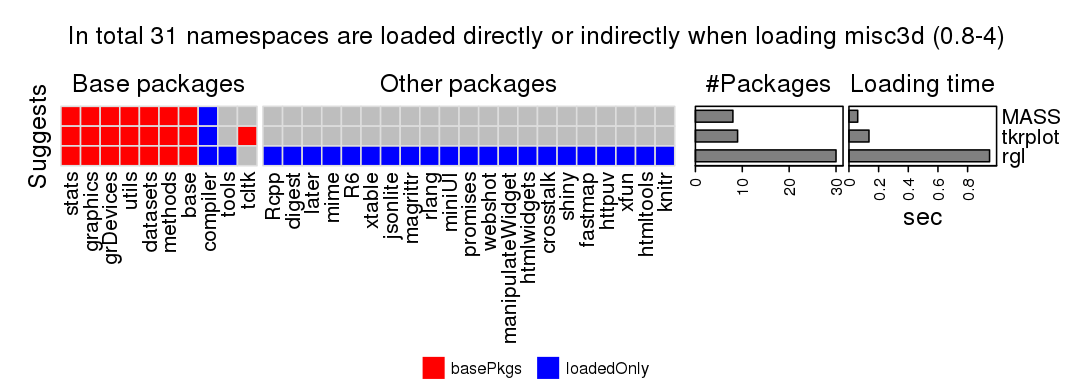 In total 31 namespaces are loaded directly or indirectly when loading misc3d (0.8-4)
Base packages
Other packages
#Packages
Loading time
Suggests
MASS
tkrplot
rgl
stats
graphics
grDevices
utils
datasets
methods
base
compiler
tools
tcltk
Rcpp
digest
later
mime
R6
xtable
jsonlite
magrittr
rlang
miniUI
promises
webshot
manipulateWidget
htmlwidgets
crosstalk
shiny
fastmap
httpuv
xfun
htmltools
knitr
0
10
20
30
0
0.2
0.4
0.6
0.8
sec
basePkgs
loadedOnly